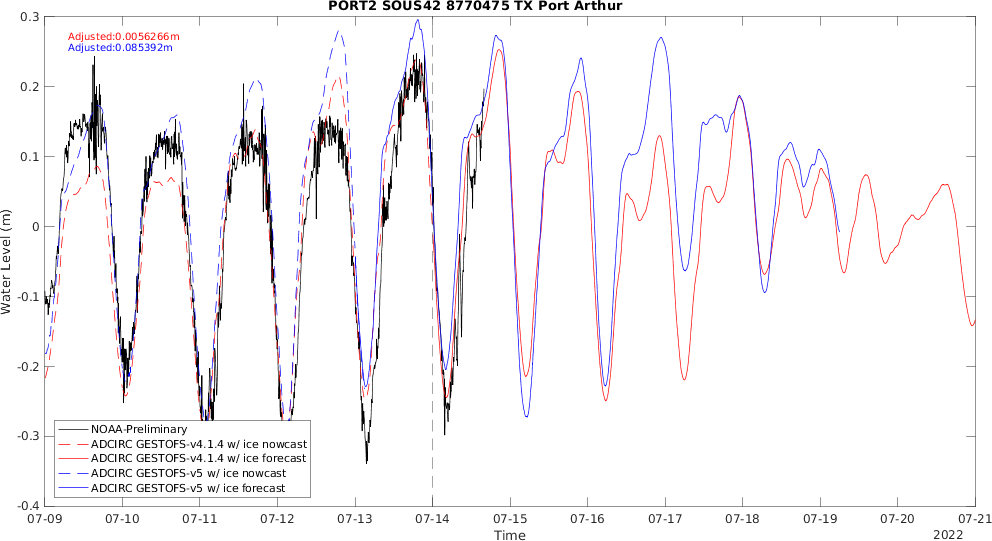 PORT2 SOUS42 8770475 TX Port Arthur
Adjusted:0.0056266m
Adjusted:0.085392m
0.3
0.2
0.1
0
-0.1
-0.2
-0.3
-0.4
Water Level (m)
NOAA-Preliminary
ADCIRC GESTOFS-v4.1.4 w/ ice nowcast
ADCIRC GESTOFS-v4.1.4 w/ ice forecast
ADCIRC GESTOFS-v5 w/ ice nowcast
ADCIRC GESTOFS-v5 w/ ice forecast
07-09 07-10 07-11 07-12 07-13 07-14 07-15 07-16 07-17 07-18 07-19 07-20 07-21
Time
2022